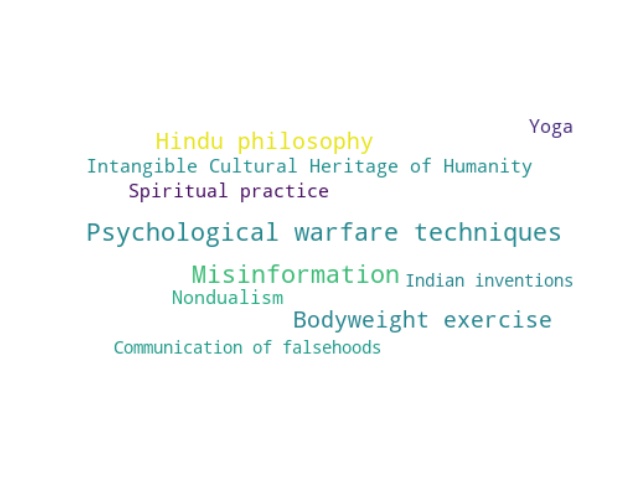 Yoga
Hindu philosophy
Intangible Cultural Heritage of Humanity
Spiritual practice
Psychological warfare techniques
Misinformation
Indian inventions
Nondualism
Bodyweight exercise
Communication of falsehoods